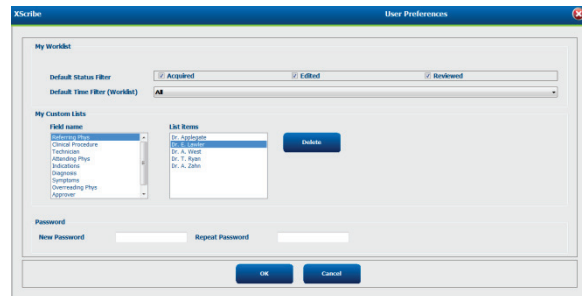 XScribe User Preferences
My Worklist
Default Status Filter Acquired Edited Reviewed
Default Time Filter (Worklist) All
My Custom Lists
Field name List Items
Referring Phys
Clinical Procedure
Technician
Attending Phys
Indications
Diagnosis
Symptoms
Overreading Phys
Approver
Dr. Applegate
Dr. E. Lawler
Dr. A. West
Dr. T. Ryan
Dr. A. Zahn
Delete
Password
New Password Repeat Password
OK Cancel